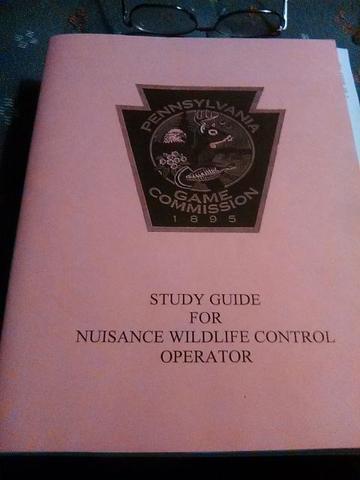 PENNSYLVANIA
GAME
COMMISSION
1895
STUDY GUIDE
FOR
NUISANCE WILDLIFE CONTROL
OPERATOR